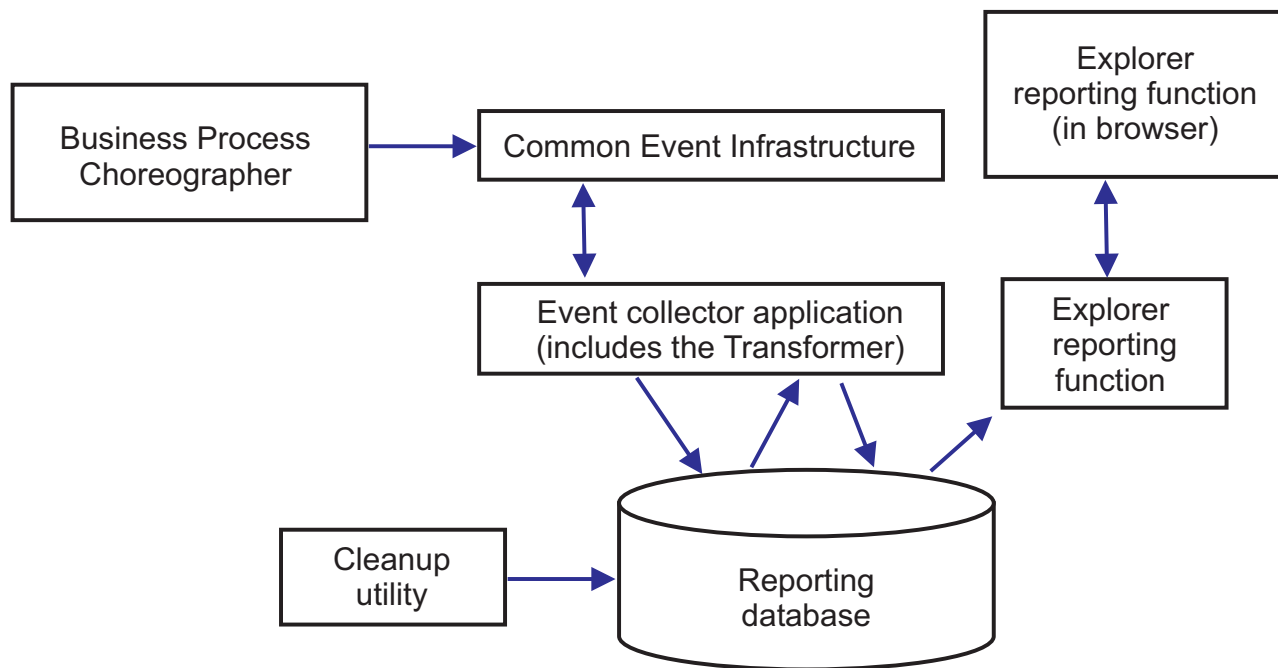 Business Process
Choreographer
Common Event Infrastructure
Explorer
reporting function
(in browser)
Event collector application
(includes the Transformer)
Explorer
reporting
function
Cleanup
utility
Reporting
database